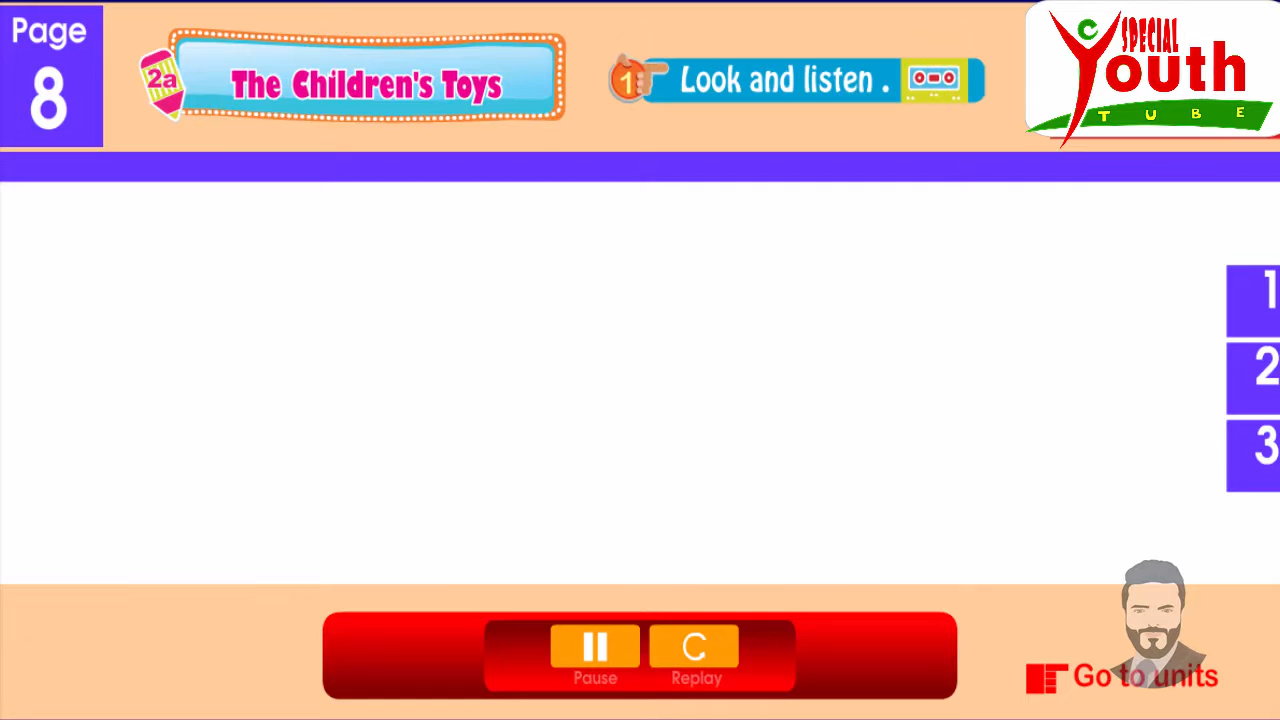 Page
8
2a
The Children's Toys
1
Look and listen .
SPECIAL
Youth
TUBE
1
2
3
Pause
Replay
Go to units